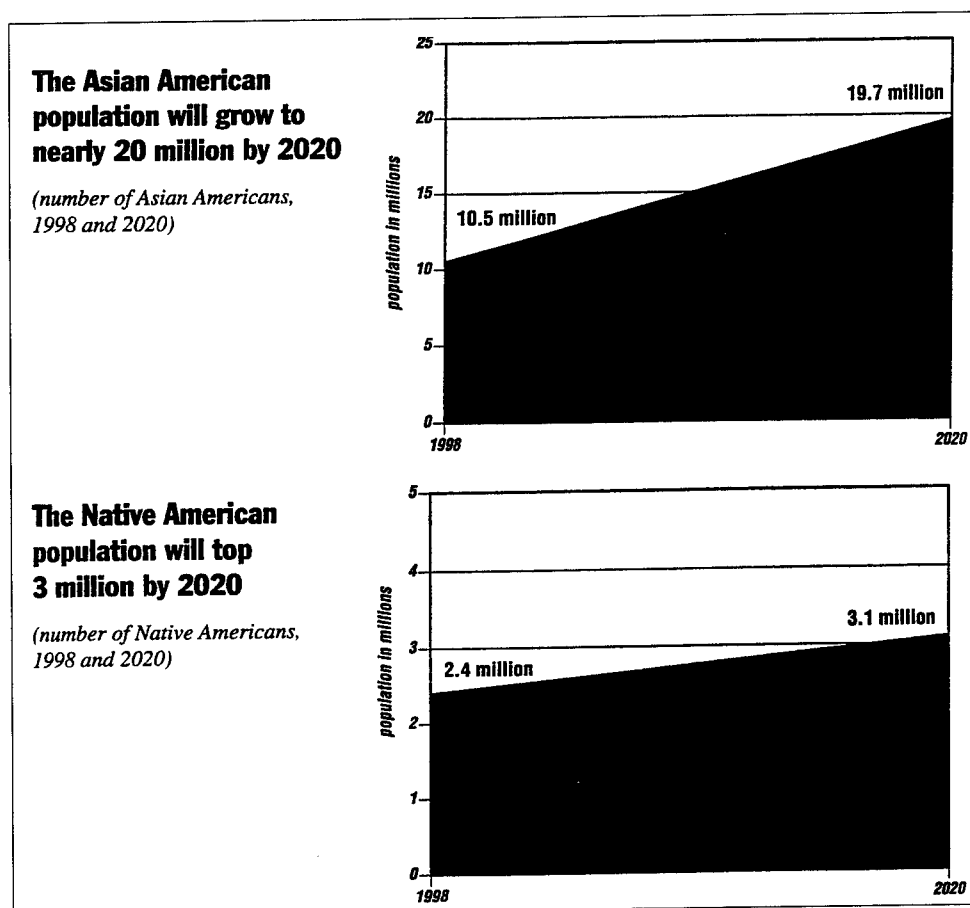 The Asian American
population will grow to
nearly 20 million by 2020
(number of Asian Americans,
1998 and 2020)
population in millions
25
20
15
10
5
0
10.5 million
19.7 million
1998
2020
The Native American
population will top
3 million by 2020
(number of Native Americans,
1998 and 2020)
population in millions
5
4
3
2
1
0
2.4 million
3.1 million
1998
2020